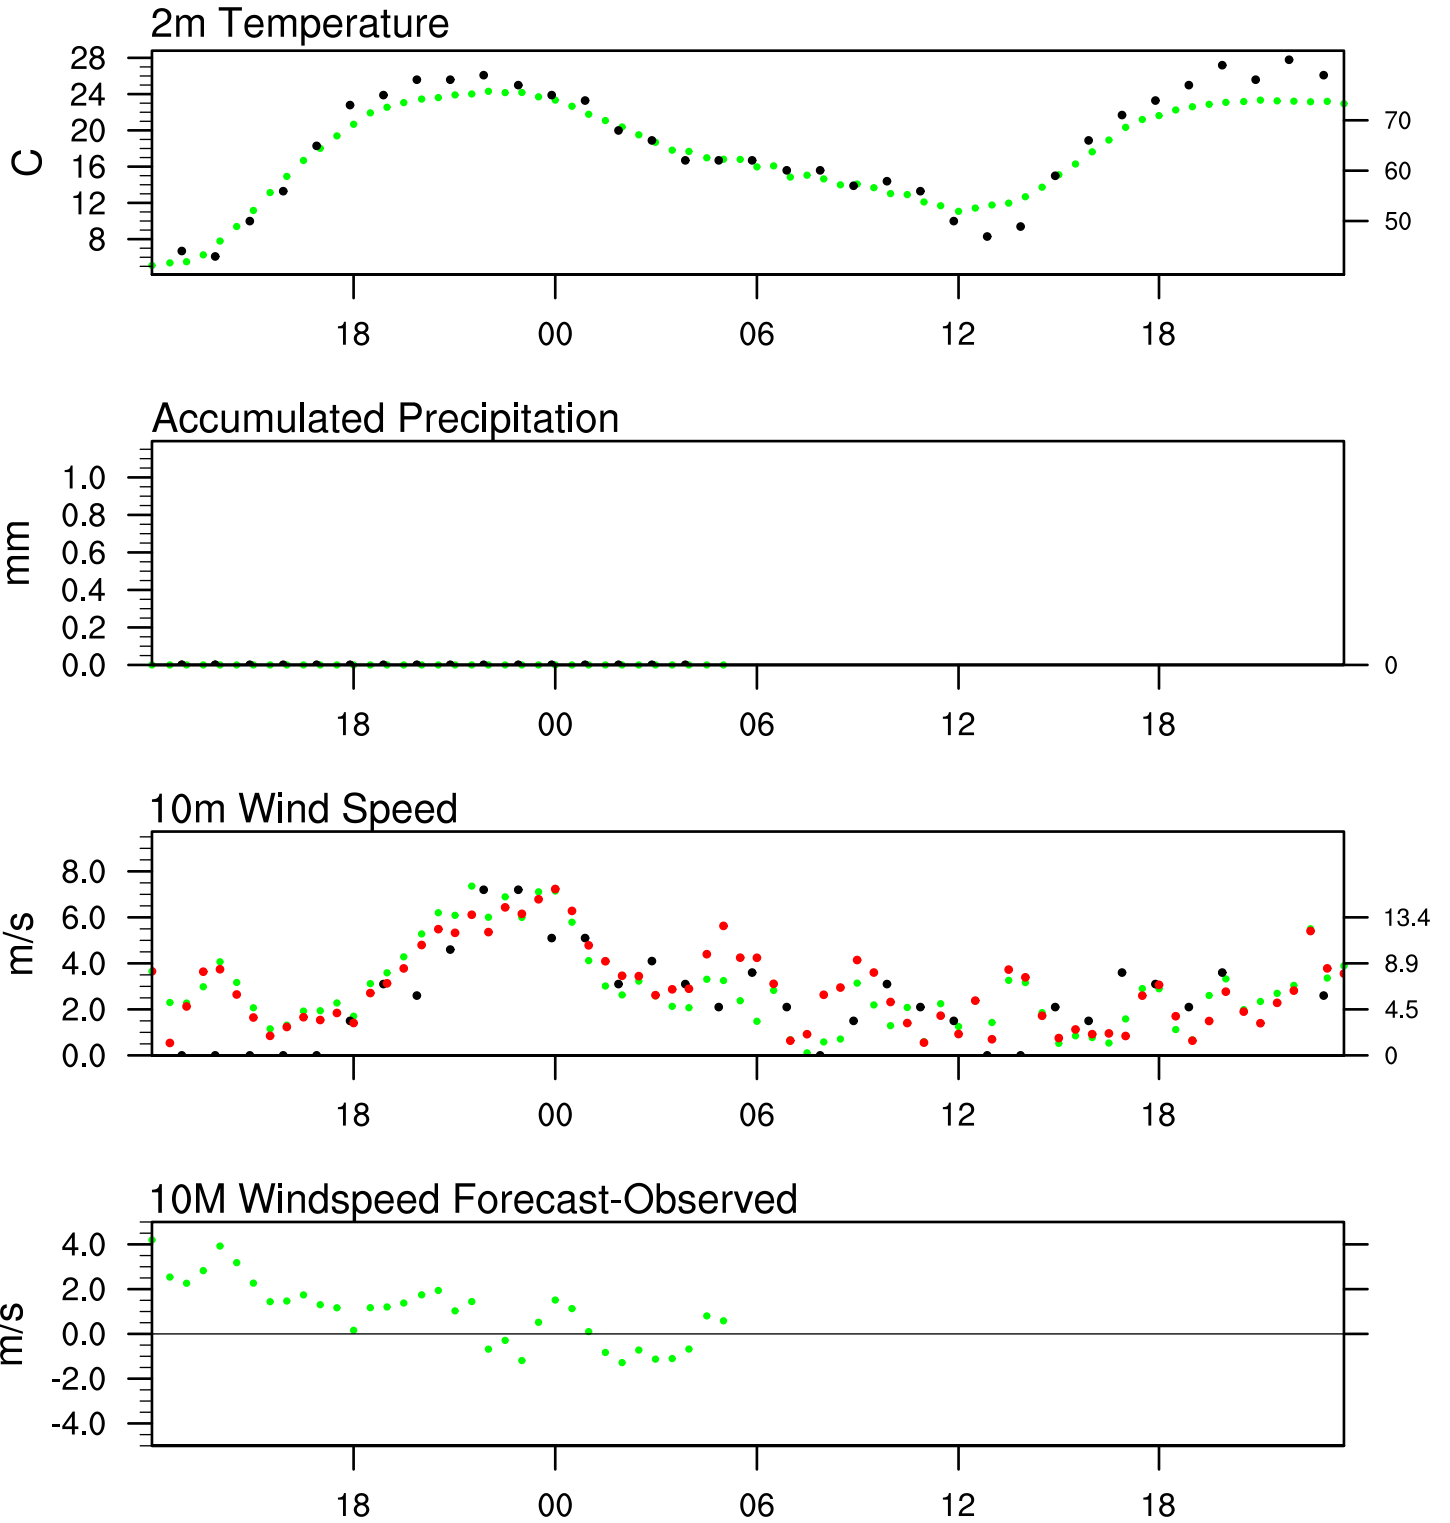 2m Temperature
28
24
20
16
12
8
C
70
60
50
18 00 06 12 18
Accumulated Precipitation
1.0
0.8
0.6
0.4
0.2
0.0
mm
0
18 00 06 12 18
10m Wind Speed
8.0
6.0
4.0
2.0
0.0
m/s
13.4
8.9
4.5
0
18 00 06 12 18
10M Windspeed Forecast-Observed
4.0
2.0
0.0
-2.0
-4.0
m/s
18 00 06 12 18